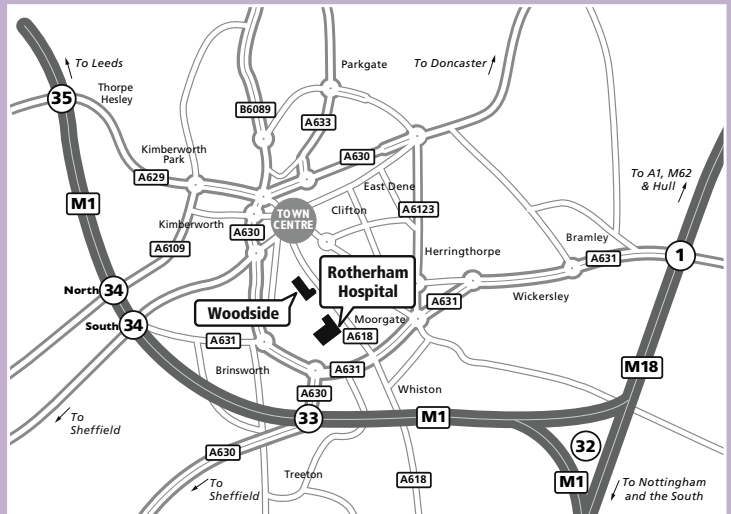 To Leeds
Parkgate
To Doncaster
35
Thorpe
Hesley
B6089
A633
Kimberworth
Park
A630
A629
East Dene
To A1, M62
& Hull
M1
TOWN
CENTRE
Clifton
A6123
Kimberworth
A630
A6109
Herringthorpe
Bramley
A631
1
Rotherham
Hospital
North
34
Woodside
A631
Wickersley
South
34
Moorgate
A618
A631
Brinsworth
A631
M18
A630
Whiston
33
M1
To
Sheffield
32
A630
Treeton
A618
M1
To
Sheffield
To Nottingham
and the South